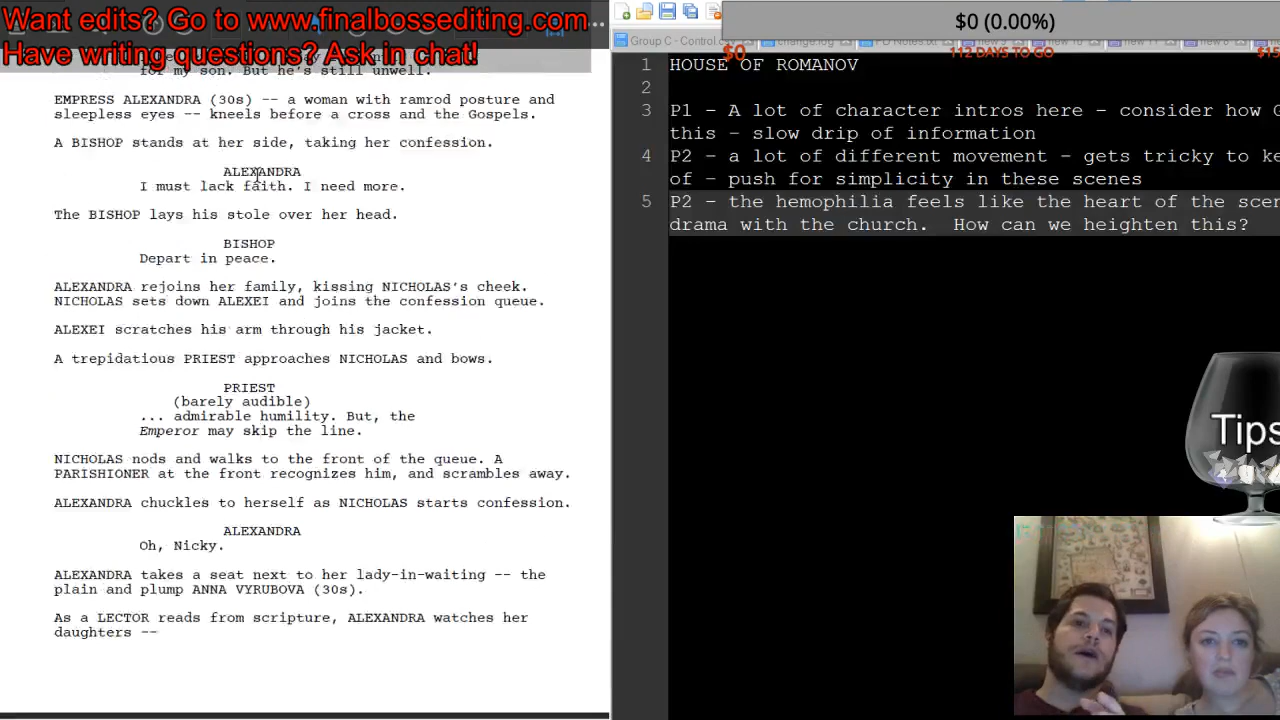 Want edits? Go to www.finalbossediting.com
Have writing questions? Ask in chat!
for my son. But he's still unwell.
EMPRESS ALEXANDRA (30s) -- a woman with ramrod posture and
sleepless eyes -- kneels before a cross and the Gospels.
A BISHOP stands at her side, taking her confession.
ALEXANDRA
I must lack faith. I need more.
The BISHOP lays his stole over her head.
BISHOP
Depart in peace.
ALEXANDRA rejoins her family, kissing NICHOLAS's cheek.
NICHOLAS sets down ALEXEI and joins the confession queue.
ALEXEI scratches his arm through his jacket.
A trepidatious PRIEST approaches NICHOLAS and bows.
PRIEST
(barely audible)
... admirable humility. But, the
Emperor may skip the line.
NICHOLAS nods and walks to the front of the queue. A
PARISHIONER at the front recognizes him, and scrambles away.
ALEXANDRA chuckles to herself as NICHOLAS starts confession.
ALEXANDRA
Oh, Nicky.
ALEXANDRA takes a seat next to her lady-in-waiting -- the
plain and plump ANNA VYRUBOVA (30s).
As a LECTOR reads from scripture, ALEXANDRA watches her
daughters --
$0 (0.00%)
Group C - Control.csv change.log PD Notes.txt
$0 112 DAYS TO GO
1 HOUSE OF ROMANOV
2
3 P1 - A lot of character intros here - consider how
this - slow drip of information
4 P2 - a lot of different movement - gets tricky to
of - push for simplicity in these scenes
5 P2 - the hemophilia feels like the heart of the
drama with the church. How can we heighten this?
Tips